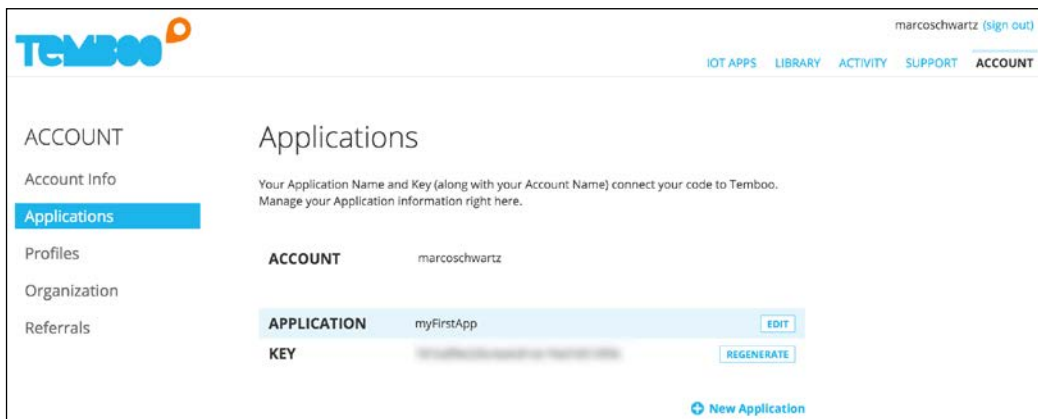 marcoschwartz (sign out)
TEMBOO
IOT APPS LIBRARY ACTIVITY SUPPORT ACCOUNT
ACCOUNT
Account Info
Applications
Profiles
Organization
Referrals
Applications
Your Application Name and Key (along with your Account Name) connect your code to Temboo.
Manage your Application information right here.
ACCOUNT marcoschwartz
APPLICATION myFirstApp EDIT
KEY REGENERATE
New Application